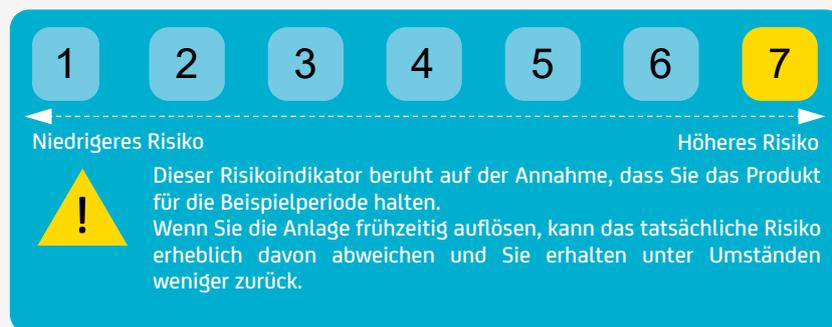 1 2 3 4 5 6 7
Niedrigeres Risiko Höheres Risiko
!
Dieser Risikoindikator beruht auf der Annahme, dass Sie das Produkt
für die Beispielperiode halten.
Wenn Sie die Anlage frühzeitig auflösen, kann das tatsächliche Risiko
erheblich davon abweichen und Sie erhalten unter Umständen
weniger zurück.